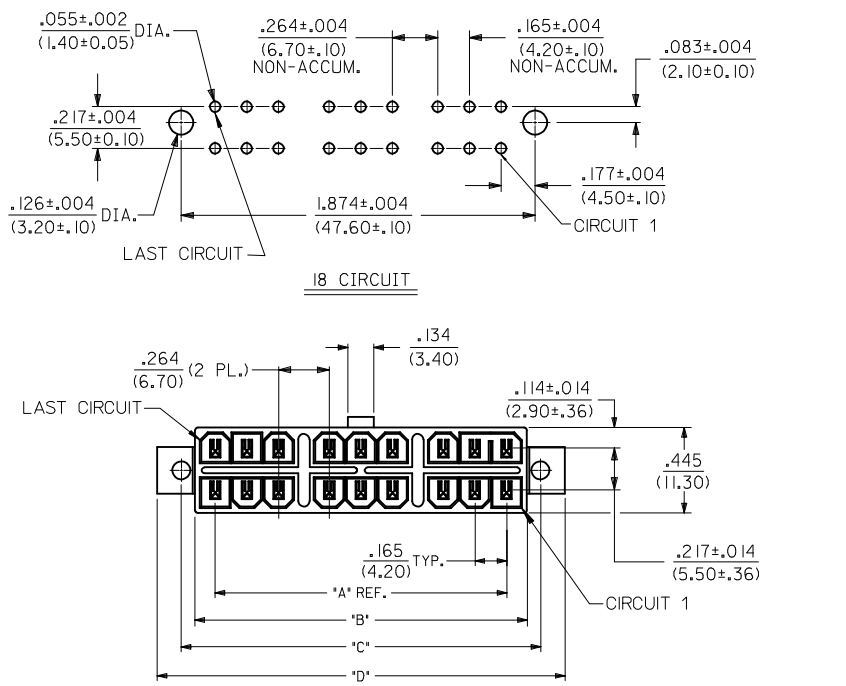 .055±.002 DIA.
(1.40±0.05)
.264±.004
(6.70±.10)
NON-ACCUM.
.165±.004
(4.20±.10)
NON-ACCUM.
.083±.004
(2.10±0.10)
.217±.004
(5.50±0.10)
.126±.004 DIA.
(3.20±.10)
1.874±.004
(47.60±.10)
.177±.004
(4.50±.10)
CIRCUIT 1
LAST CIRCUIT
18 CIRCUIT
.134
(3.40)
.264 (2 PL.)
(6.70)
LAST CIRCUIT
.114±.014
(2.90±.36)
.445
(11.30)
.165 TYP.
(4.20)
.217±.014
(5.50±.36)
"A" REF.
CIRCUIT 1
"B"
"C"
"D"